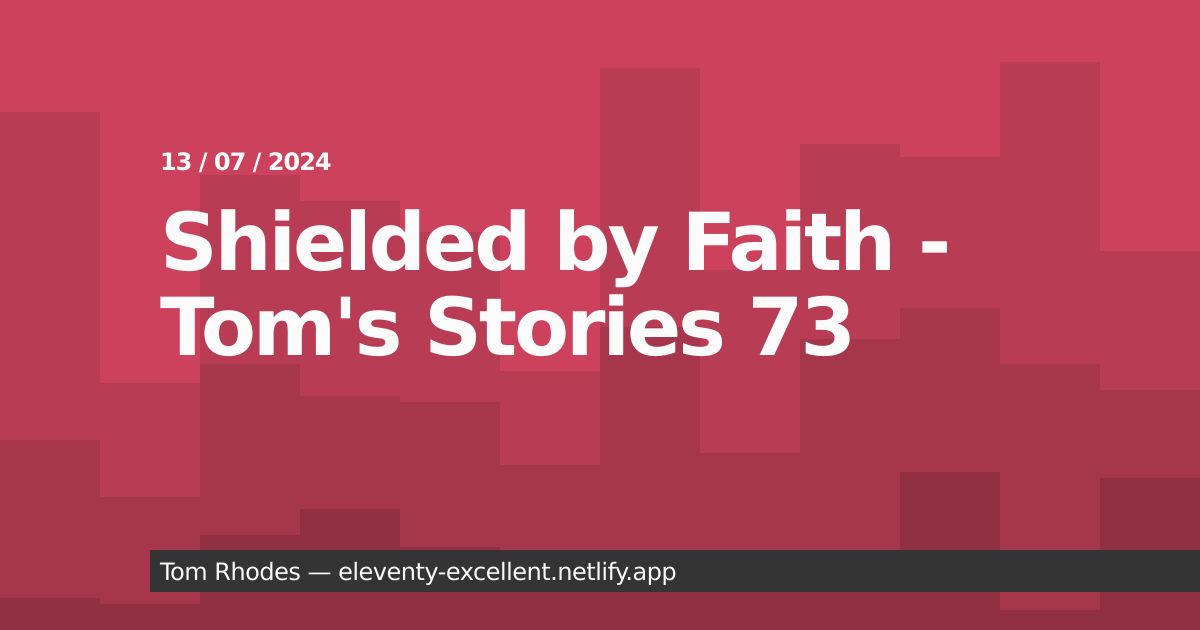 13 / 07 / 2024
Shielded by Faith -
Tom's Stories 73
Tom Rhodes — eleventy-excellent.netlify.app